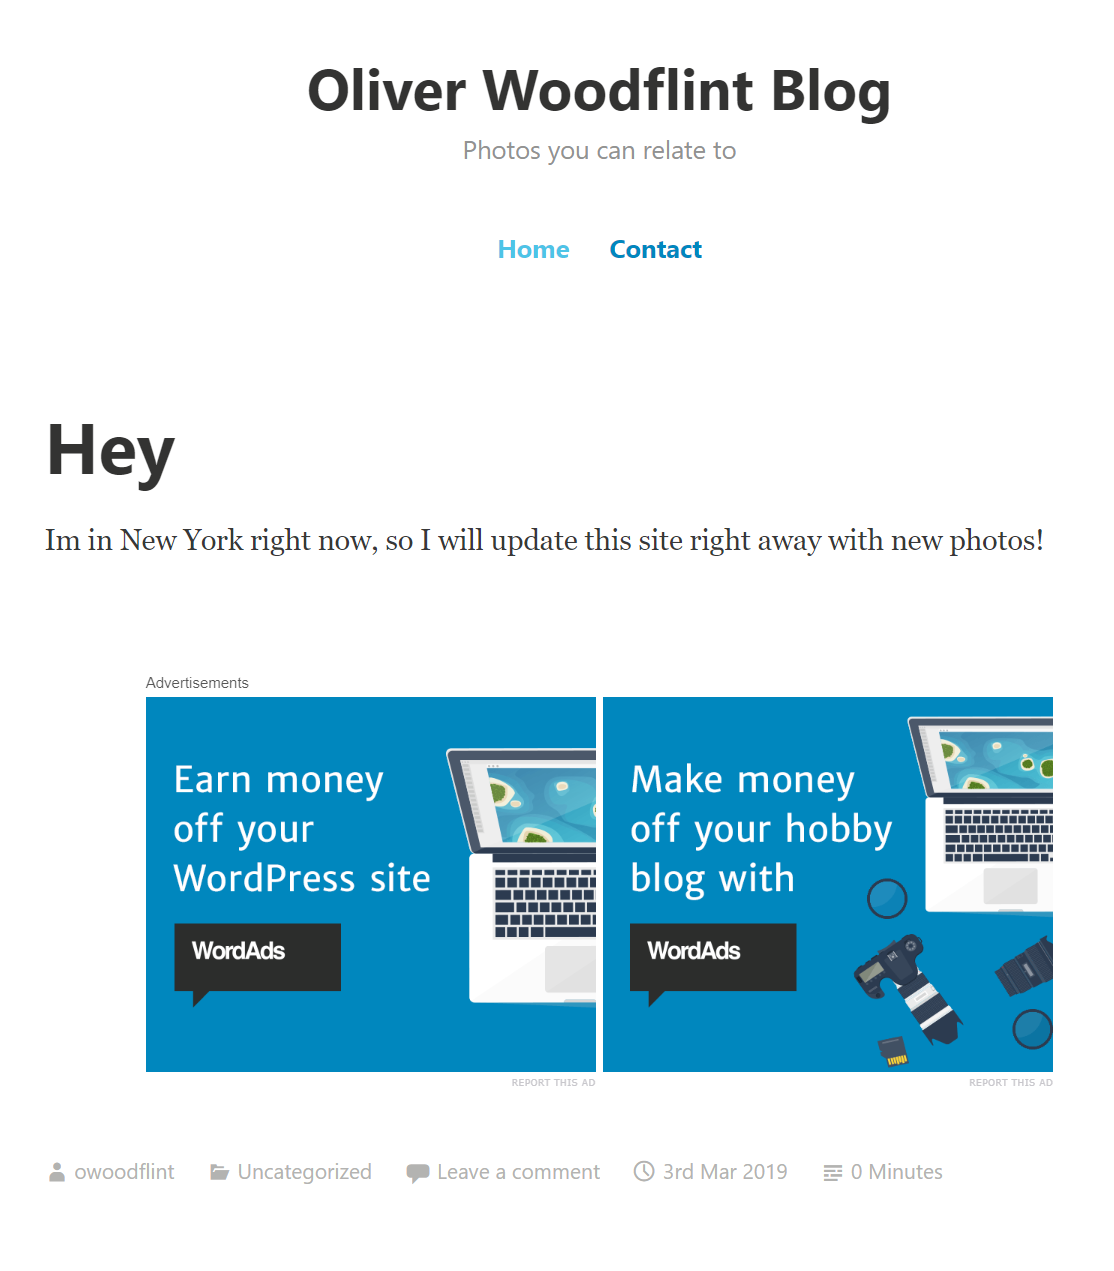 Oliver Woodflint Blog
Photos you can relate to
Home Contact
Hey
Im in New York right now, so I will update this site right away with new photos!
Advertisements
Earn money
off your
WordPress site
WordAds
REPORT THIS AD
Make money
off your hobby
blog with
WordAds
REPORT THIS AD
owoodflint Uncategorized Leave a comment 3rd Mar 2019 0 Minutes